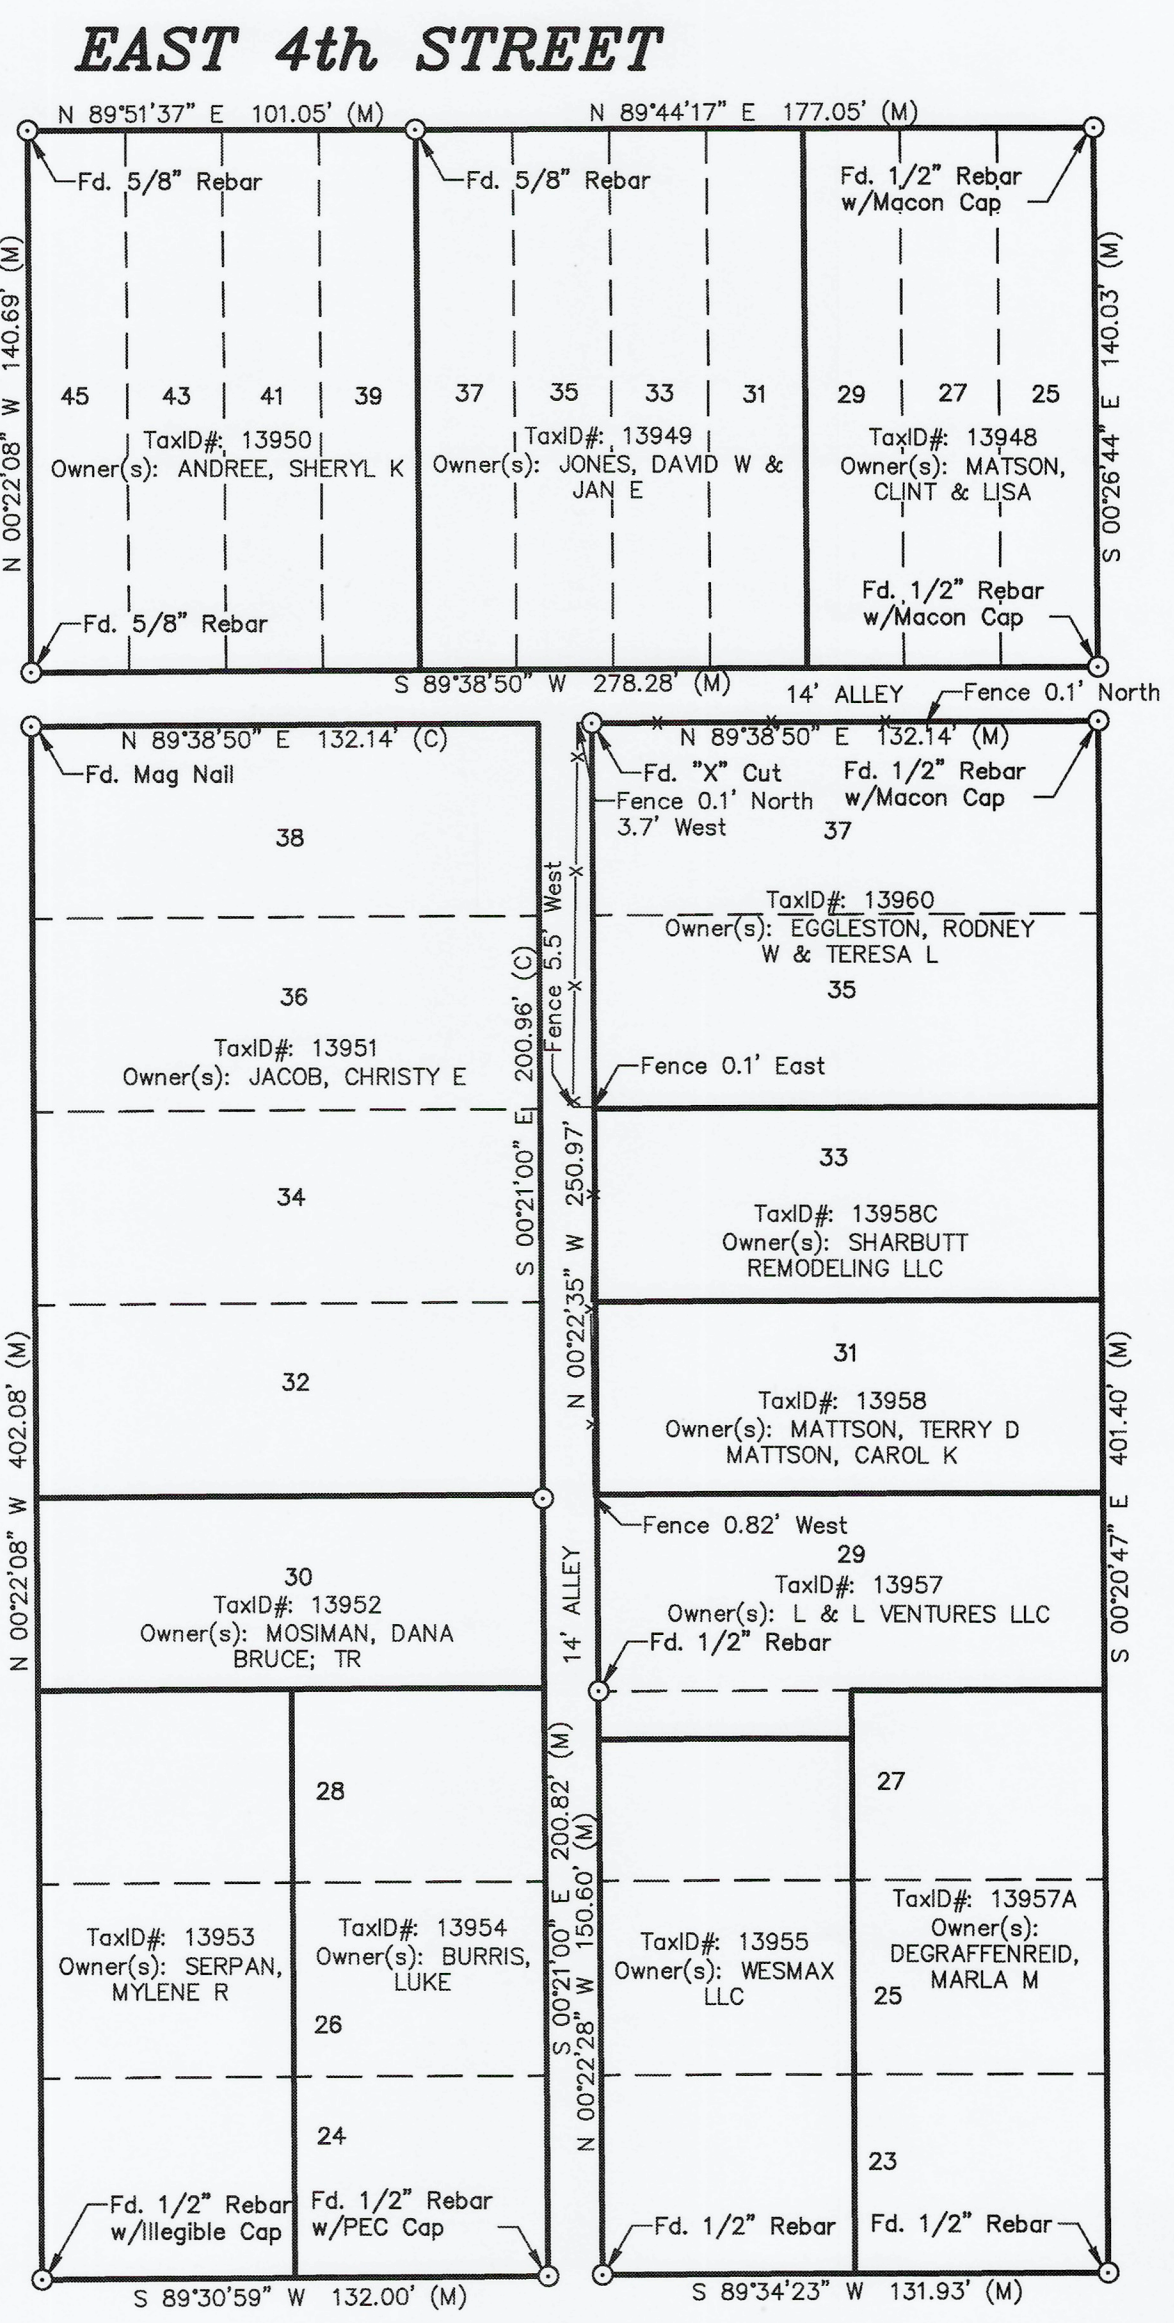 EAST 4th STREET
N 89°51'37" E 101.05' (M)
N 89°44'17" E 177.05' (M)
Fd. 5/8" Rebar
Fd. 5/8" Rebar
Fd. 1/2" Rebar
w/Macon Cap
N 00°22'08" W 140.69' (M)
S 00°26'44" E 140.03' (M)
45 43 41 39 37 35 33 31 29 27 25
TaxID#: 13950
Owner(s): ANDREE, SHERYL K
TaxID#: 13949
Owner(s): JONES, DAVID W &
JAN E
TaxID#: 13948
Owner(s): MATSON,
CLINT & LISA
Fd. 5/8" Rebar
Fd. 1/2" Rebar
w/Macon Cap
S 89°38'50" W 278.28' (M)
14' ALLEY
Fence 0.1' North
N 89°38'50" E 132.14' (C)
N 89°38'50" E 132.14' (M)
Fd. Mag Nail
Fd. "X" Cut
Fd. 1/2" Rebar
w/Macon Cap
Fence 0.1' North
3.7' West
38
37
TaxID#: 13960
Owner(s): EGGLESTON, RODNEY
W & TERESA L
35
36
TaxID#: 13951
Owner(s): JACOB, CHRISTY E
Fence 5.5' West
S 00°21'00" E 200.96' (C)
Fence 0.1' East
N 00°22'35" W 250.97'
33
TaxID#: 13958C
Owner(s): SHARBUTT
REMODELING LLC
34
31
TaxID#: 13958
Owner(s): MATTSON, TERRY D
MATTSON, CAROL K
32
N 00°22'08" W 402.08' (M)
S 00°20'47" E 401.40' (M)
Fence 0.82' West
29
TaxID#: 13957
Owner(s): L & L VENTURES LLC
Fd. 1/2" Rebar
30
TaxID#: 13952
Owner(s): MOSIMAN, DANA
BRUCE; TR
14' ALLEY
28
27
S 00°21'00" E 200.82' (M)
N 00°22'28" W 150.60' (M)
TaxID#: 13953
Owner(s): SERPAN,
MYLENE R
TaxID#: 13954
Owner(s): BURRIS,
LUKE
TaxID#: 13955
Owner(s): WESMAX
LLC
TaxID#: 13957A
Owner(s):
DEGRAFFENREID,
MARLA M
26
25
24
23
Fd. 1/2" Rebar
w/Illegible Cap
Fd. 1/2" Rebar
w/PEC Cap
Fd. 1/2" Rebar
Fd. 1/2" Rebar
S 89°30'59" W 132.00' (M)
S 89°34'23" W 131.93' (M)